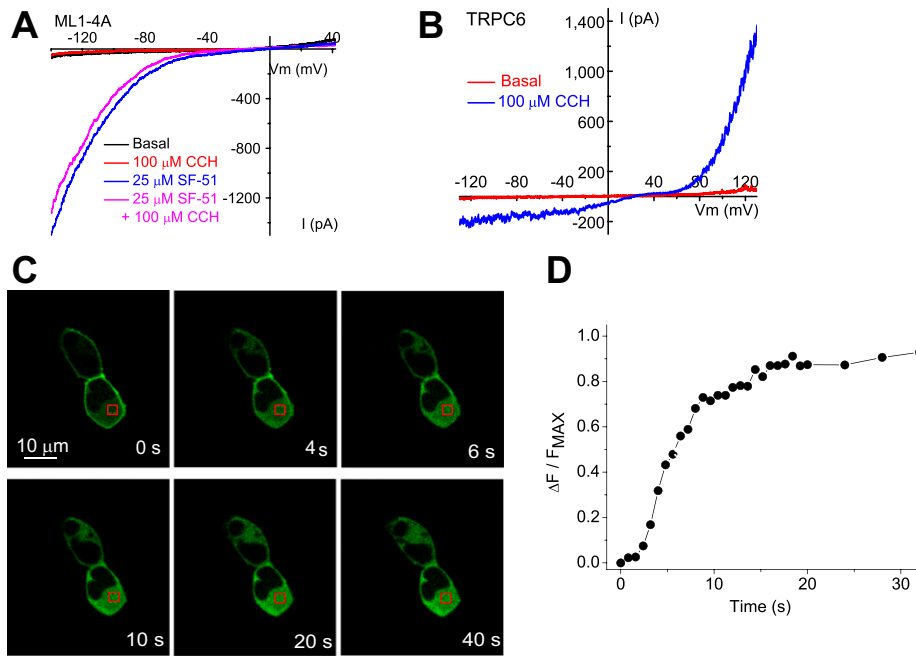 A
ML1-4A
-120
-80
-40
0
40
Vm (mV)
-400
-800
-1200
I (pA)
Basal
100 μM CCH
25 μM SF-51
25 μM SF-51
+ 100 μM CCH
B
TRPC6
I (pA)
1,400
1,000
600
200
-200
Basal
100 μM CCH
-120
-80
-40
40
80
120
Vm (mV)
C
10 μm
0 s
4 s
6 s
10 s
20 s
40 s
D
1.0
0.8
0.6
0.4
0.2
0.0
ΔF / FMAX
0
10
20
30
Time (s)